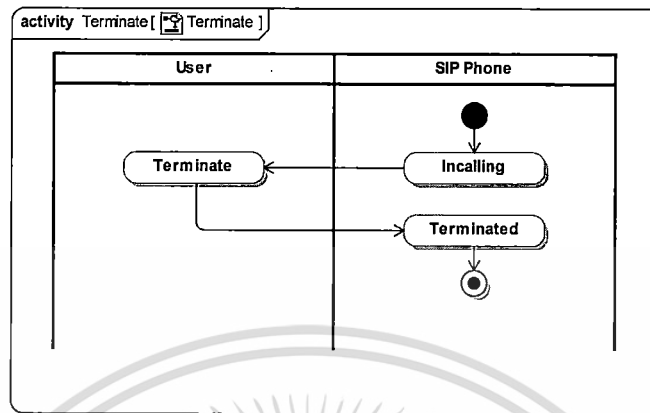 activity Terminate [ Terminate ]
User
SIP Phone
Terminate
Incalling
Terminated